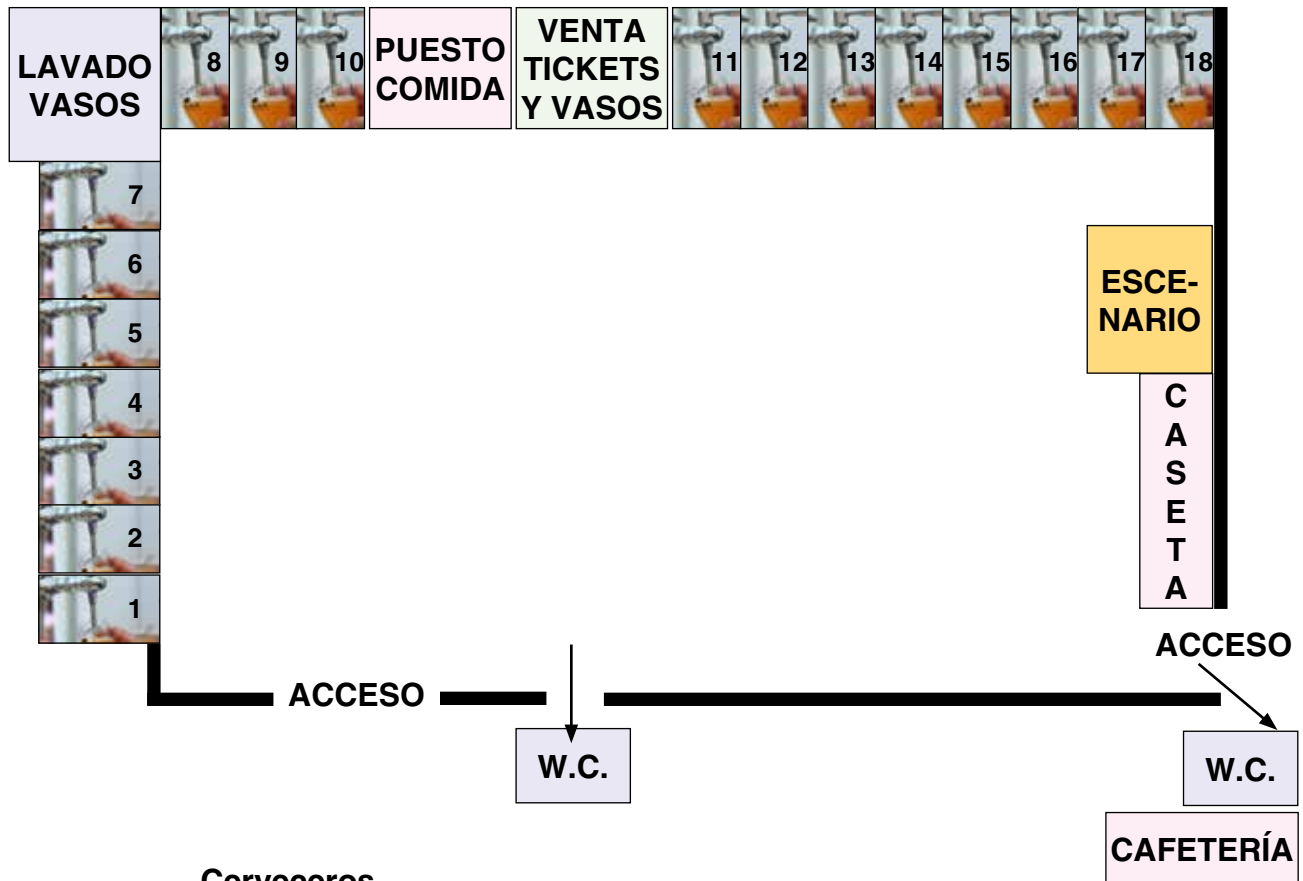 LAVADO
VASOS
8
9
10
PUESTO
COMIDA
VENTA
TICKETS
Y VASOS
11
12
13
14
15
16
17
18
7
6
5
4
3
2
1
ESCE-
NARIO
C
A
S
E
T
A
ACCESO
ACCESO
W.C.
W.C.
CAFETERÍA
Cerveceros